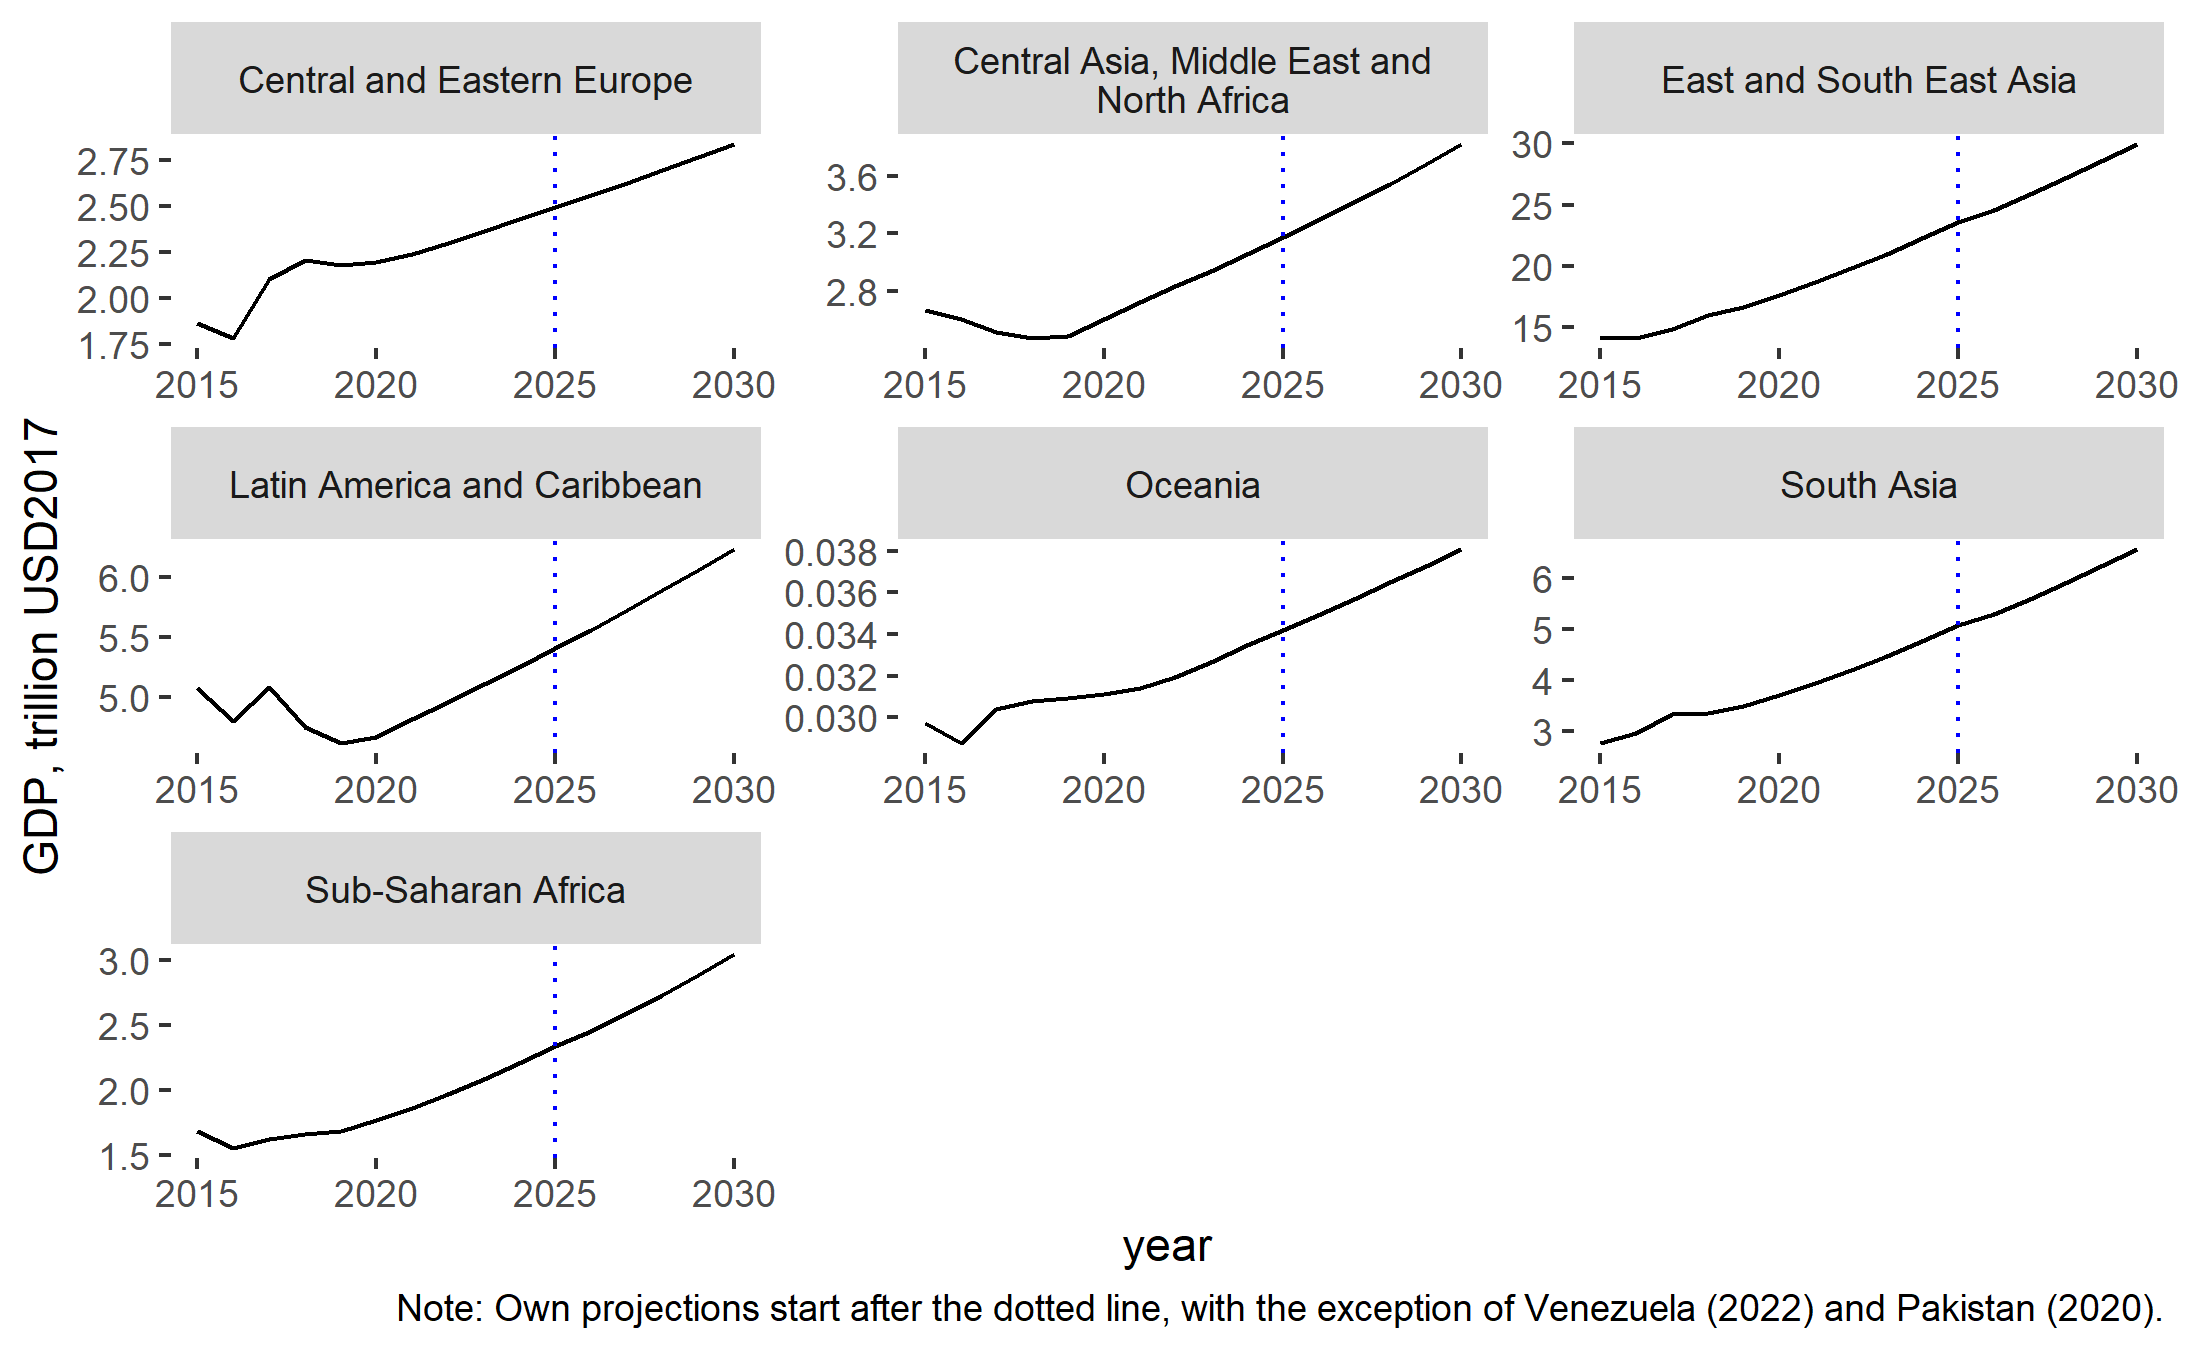 Central and Eastern Europe
Central Asia, Middle East and
North Africa
East and South East Asia
2.75
2.50
2.25
2.00
1.75
2015 2020 2025 2030
3.6
3.2
2.8
2015 2020 2025 2030
30
25
20
15
2015 2020 2025 2030
GDP, trillion USD2017
Latin America and Caribbean
Oceania
South Asia
6.0
5.5
5.0
2015 2020 2025 2030
0.038
0.036
0.034
0.032
0.030
2015 2020 2025 2030
6
5
4
3
2015 2020 2025 2030
Sub-Saharan Africa
3.0
2.5
2.0
1.5
2015 2020 2025 2030
year
Note: Own projections start after the dotted line, with the exception of Venezuela (2022) and Pakistan (2020).